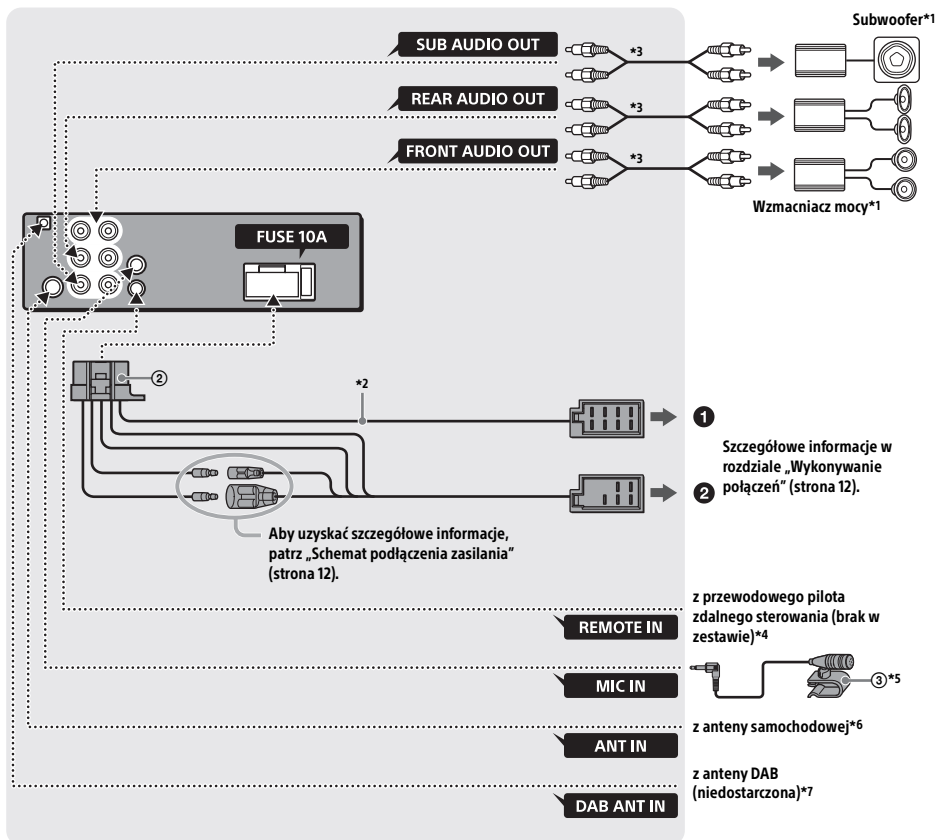 Subwoofer*1
SUB AUDIO OUT
*3
REAR AUDIO OUT
*3
FRONT AUDIO OUT
*3
Wzmacniacz mocy*1
FUSE 10A
②
*2
❶
Szczegółowe informacje w
rozdziale „Wykonywanie
połączeń” (strona 12).
❷
Aby uzyskać szczegółowe informacje,
patrz „Schemat podłączenia zasilania”
(strona 12).
z przewodowego pilota
zdalnego sterowania (brak w
zestawie)*4
REMOTE IN
③*5
MIC IN
z anteny samochodowej*6
ANT IN
z anteny DAB
(niedostarczona)*7
DAB ANT IN